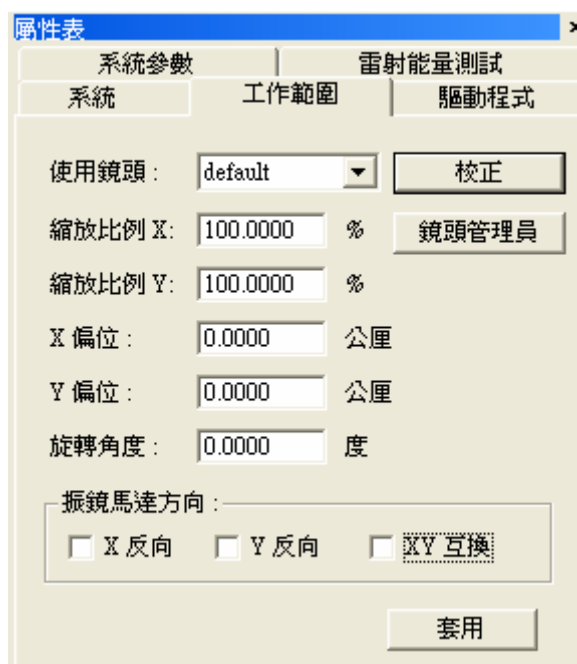 屬性表
系統參數 雷射能量測試
系統 工作範圍 驅動程式
使用鏡頭 : default 校正
縮放比例 X: 100.0000 % 鏡頭管理員
縮放比例 Y: 100.0000 %
X 偏位 : 0.0000 公厘
Y 偏位 : 0.0000 公厘
旋轉角度 : 0.0000 度
振鏡馬達方向 :
X 反向 Y 反向 XY 互換
套用